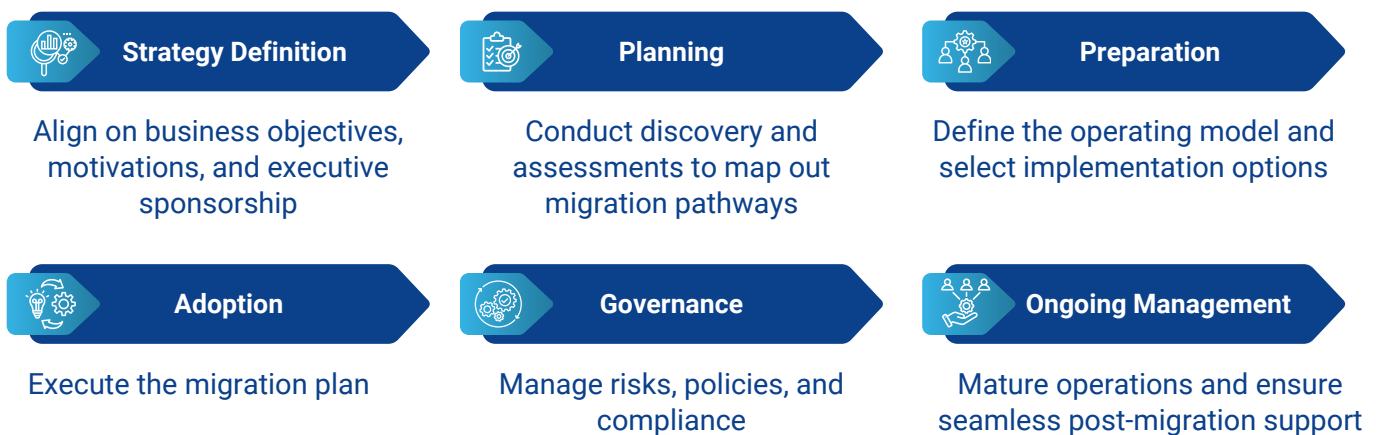 Strategy Definition
Align on business objectives,
motivations, and executive
sponsorship
Planning
Conduct discovery and
assessments to map out
migration pathways
Preparation
Define the operating model and
select implementation options
Adoption
Execute the migration plan
Governance
Manage risks, policies, and
compliance
Ongoing Management
Mature operations and ensure
seamless post-migration support